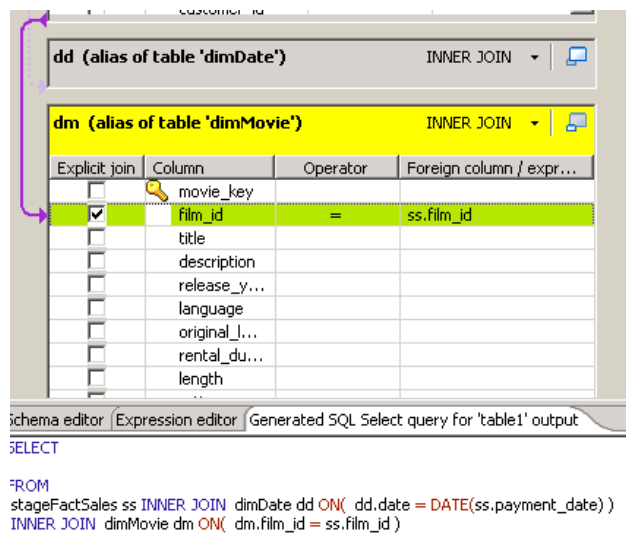 customer_id
dd (alias of table 'dimDate') INNER JOIN
dm (alias of table 'dimMovie') INNER JOIN
Explicit join Column Operator Foreign column / expr...
movie_key
film_id = ss.film_id
title
description
release_y...
language
original_l...
rental_du...
length
Schema editor Expression editor Generated SQL Select query for 'table1' output
SELECT
FROM
stageFactSales ss INNER JOIN dimDate dd ON( dd.date = DATE(ss.payment_date) )
INNER JOIN dimMovie dm ON( dm.film_id = ss.film_id )